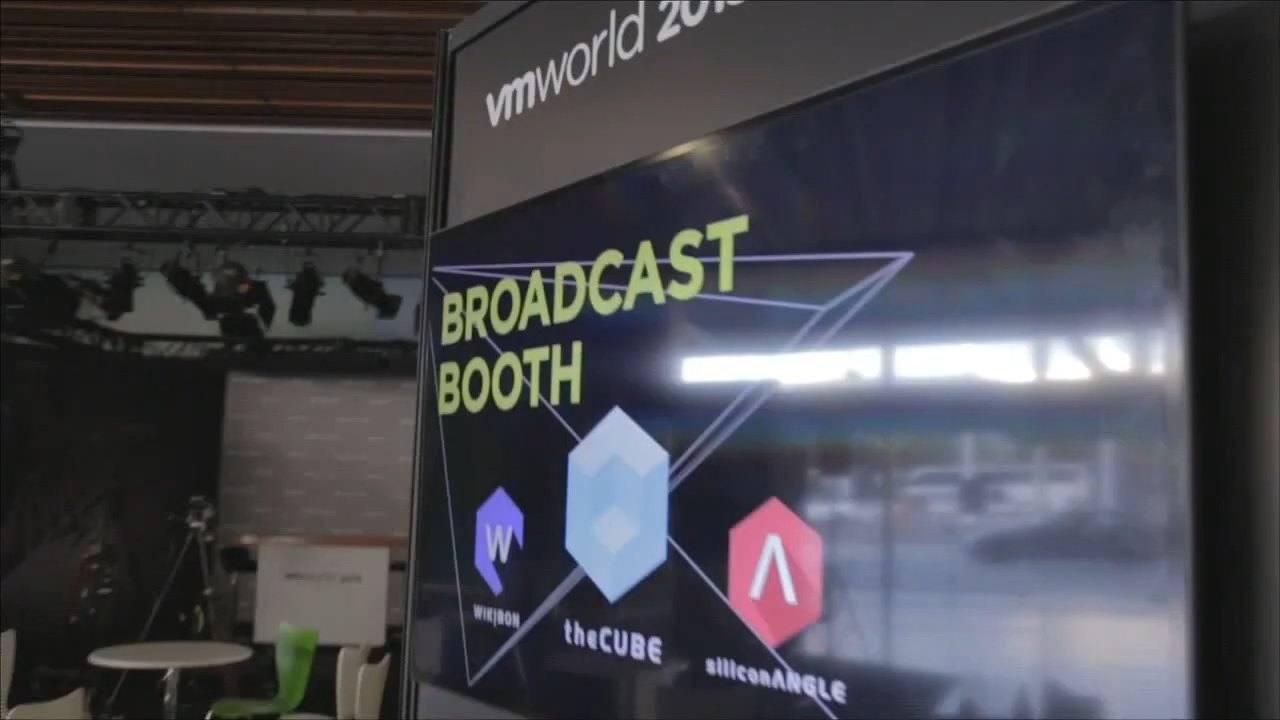 vmworld
BROADCAST
BOOTH
W
WIKIBON
theCUBE
siliconANGLE